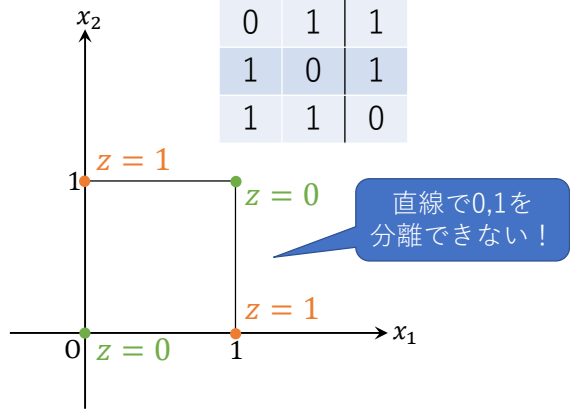 0 1 1
1 0 1
1 1 0
x₂
z = 1
1
z = 0
直線で0,1を
分離できない！
z = 1
x₁
0
z = 0
1